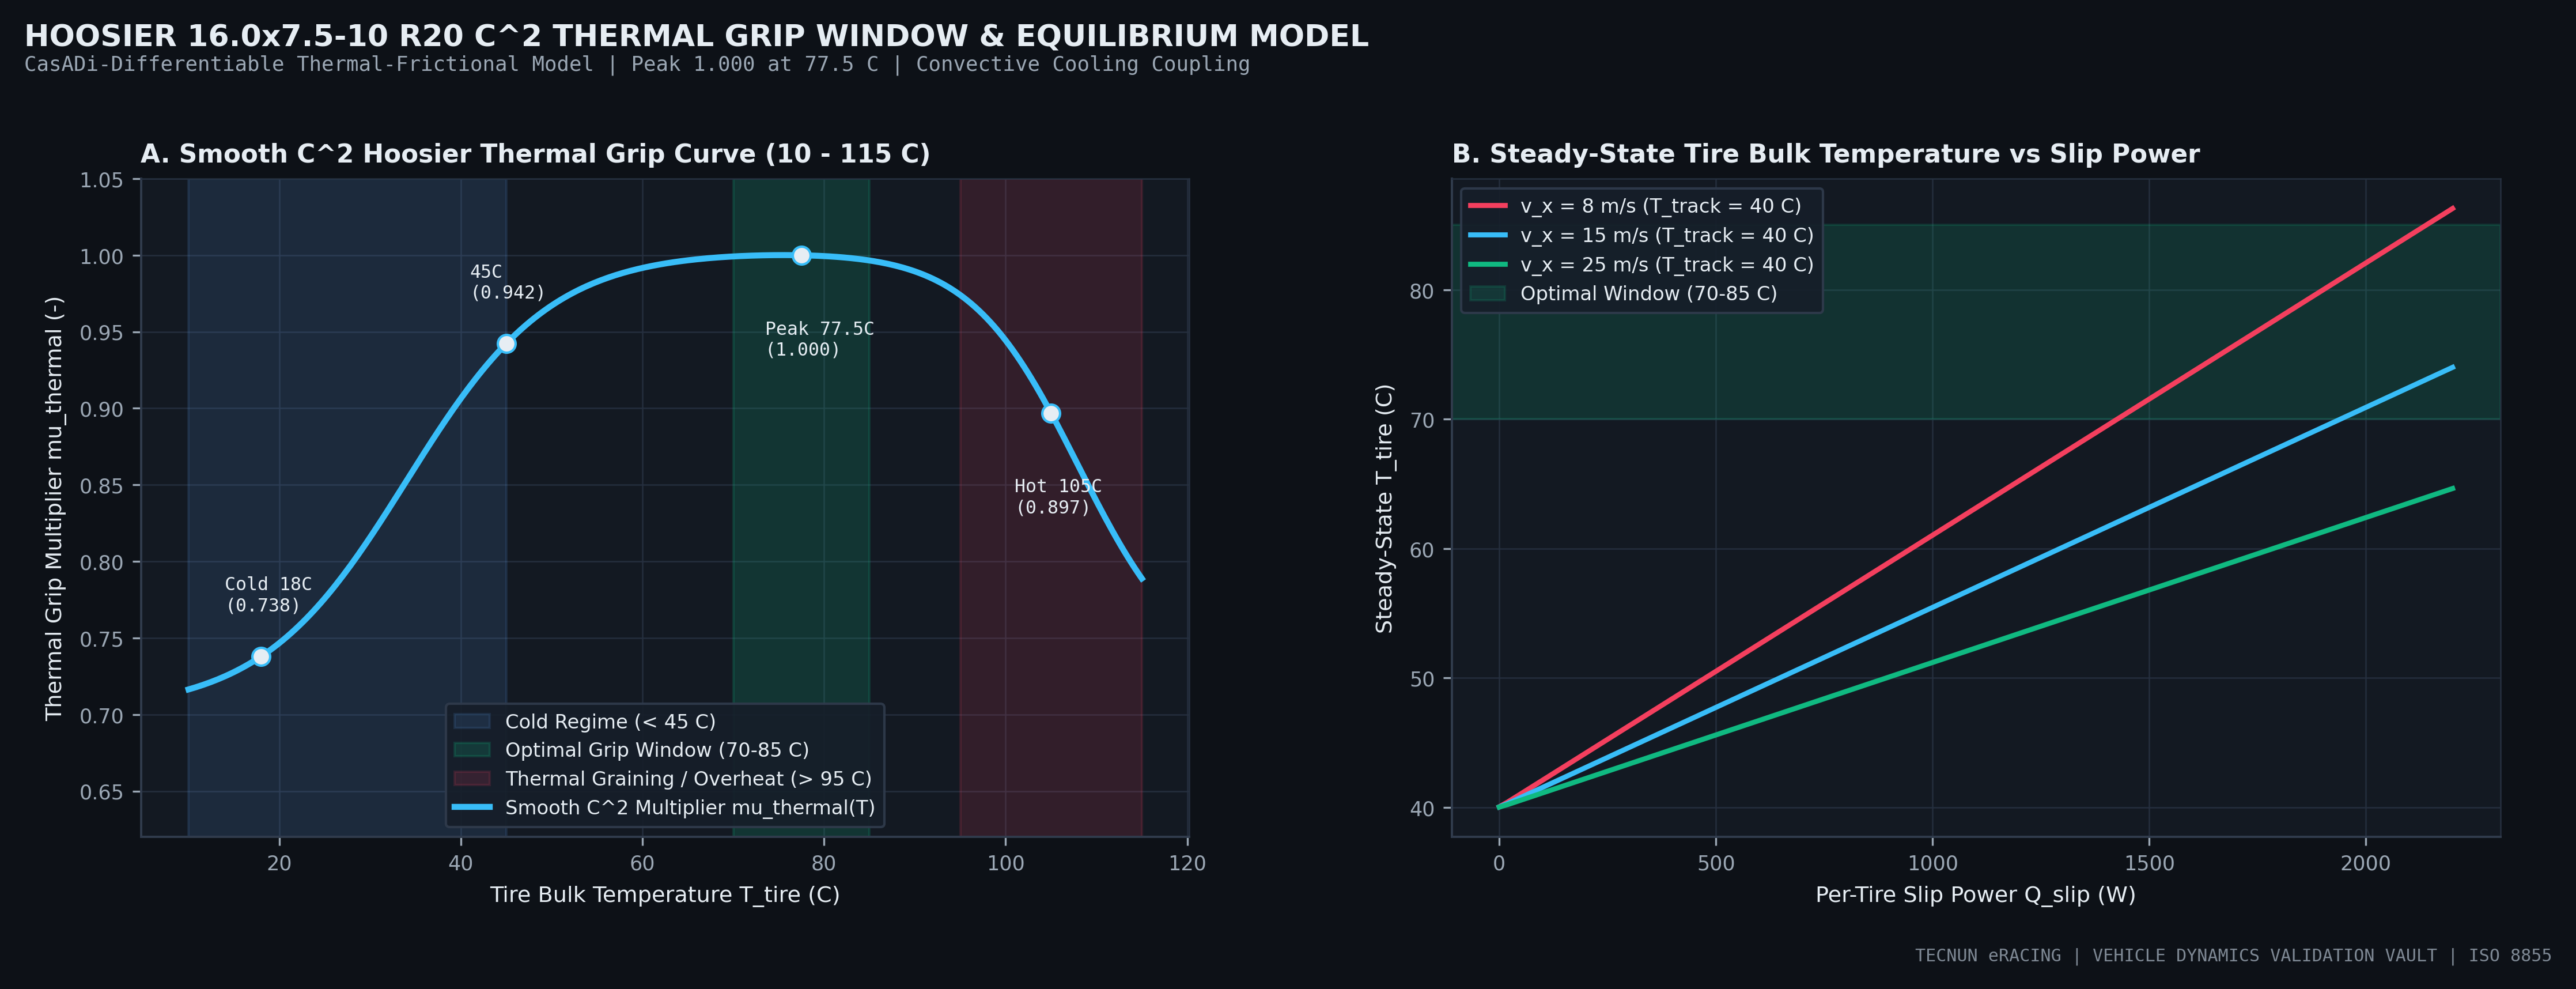 HOOSIER 16.0x7.5-10 R20 C^2 THERMAL GRIP WINDOW & EQUILIBRIUM MODEL
CasADi-Differentiable Thermal-Frictional Model | Peak 1.000 at 77.5 C | Convective Cooling Coupling
A. Smooth C^2 Hoosier Thermal Grip Curve (10 - 115 C)
Thermal Grip Multiplier mu_thermal (-)
1.05
1.00
0.95
0.90
0.85
0.80
0.75
0.70
0.65
45C
(0.942)
Peak 77.5C
(1.000)
Hot 105C
(0.897)
Cold 18C
(0.738)
Cold Regime (< 45 C)
Optimal Grip Window (70-85 C)
Thermal Graining / Overheat (> 95 C)
Smooth C^2 Multiplier mu_thermal(T)
20
40
60
80
100
120
Tire Bulk Temperature T_tire (C)
B. Steady-State Tire Bulk Temperature vs Slip Power
Steady-State T_tire (C)
80
70
60
50
40
v_x = 8 m/s (T_track = 40 C)
v_x = 15 m/s (T_track = 40 C)
v_x = 25 m/s (T_track = 40 C)
Optimal Window (70-85 C)
0
500
1000
1500
2000
Per-Tire Slip Power Q_slip (W)
TECNUN eRACING | VEHICLE DYNAMICS VALIDATION VAULT | ISO 8855